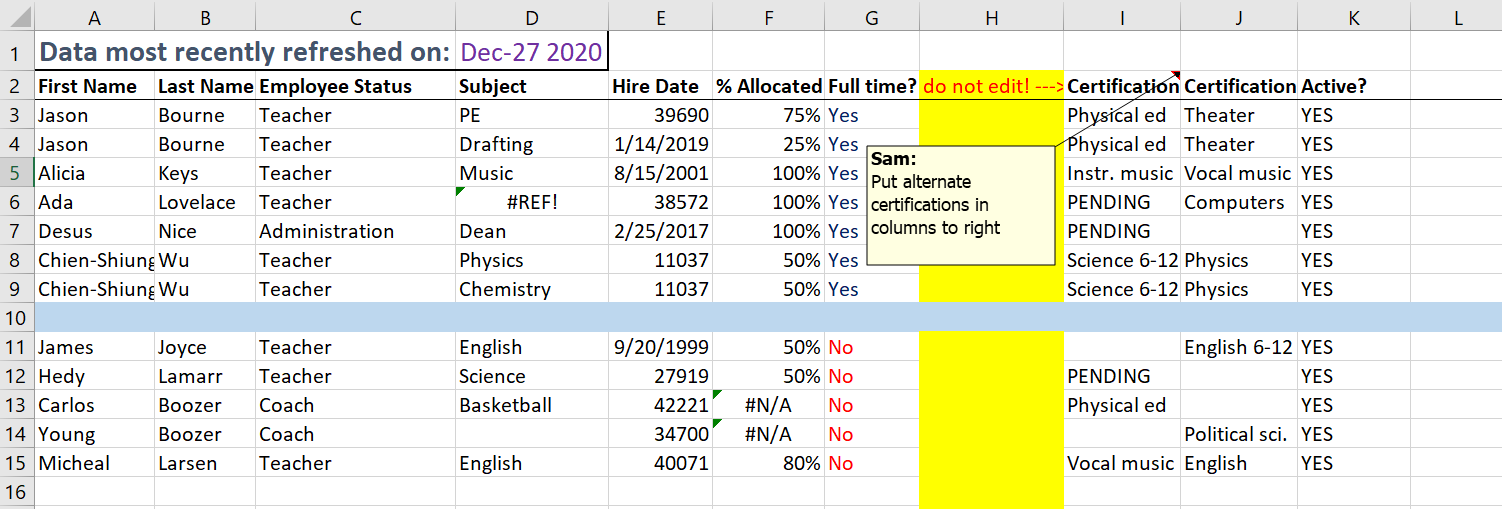 A B C D E F G H I J K L
1 Data most recently refreshed on: Dec-27 2020
2 First Name Last Name Employee Status Subject Hire Date % Allocated Full time? do not edit! ---> Certification Certification Active?
3 Jason Bourne Teacher PE 39690 75% Yes Physical ed Theater YES
4 Jason Bourne Teacher Drafting 1/14/2019 25% Yes Physical ed Theater YES
5 Alicia Keys Teacher Music 8/15/2001 100% Yes Instr. music Vocal music YES
6 Ada Lovelace Teacher #REF! 38572 100% Yes PENDING Computers YES
7 Desus Nice Administration Dean 2/25/2017 100% Yes PENDING YES
8 Chien-Shiung Wu Teacher Physics 11037 50% Yes Science 6-12 Physics YES
9 Chien-Shiung Wu Teacher Chemistry 11037 50% Yes Science 6-12 Physics YES
Sam:
Put alternate
certifications in
columns to right
10
11 James Joyce Teacher English 9/20/1999 50% No English 6-12 YES
12 Hedy Lamarr Teacher Science 27919 50% No PENDING YES
13 Carlos Boozer Coach Basketball 42221 #N/A No Physical ed YES
14 Young Boozer Coach 34700 #N/A No Political sci. YES
15 Micheal Larsen Teacher English 40071 80% No Vocal music English YES
16